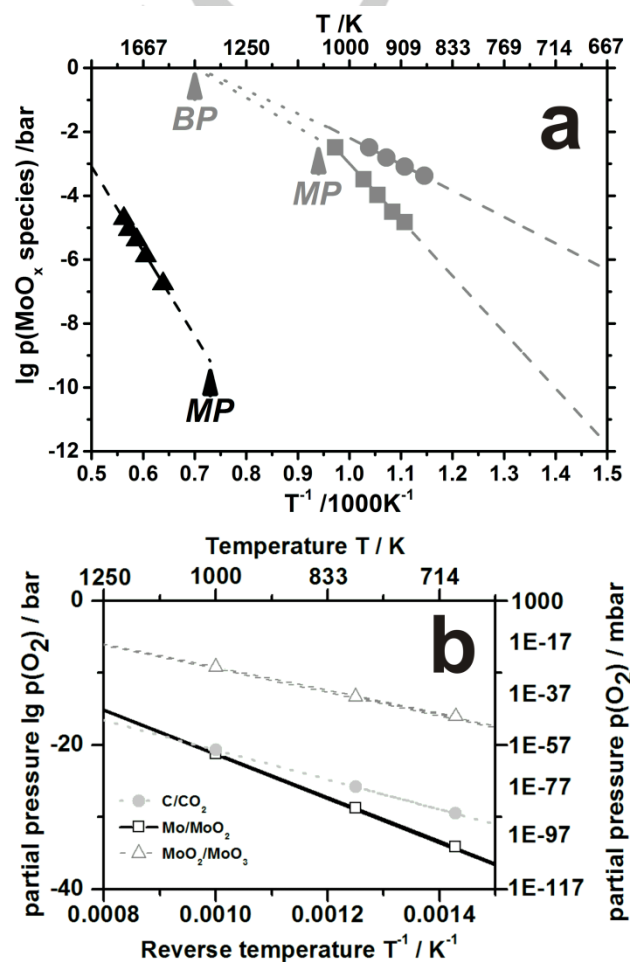 T /K
1667 1250 1000 909 833 769 714 667
a
lg p(MoOₓ species) /bar
0
-2
-4
-6
-8
-10
-12
BP
MP
MP
0.5 0.6 0.7 0.8 0.9 1.0 1.1 1.2 1.3 1.4 1.5
T⁻¹ /1000K⁻¹
Temperature T / K
1250 1000 833 714
b
partial pressure lg p(O₂) / bar
0
-20
-40
1000
1E-17
1E-37
1E-57
1E-77
1E-97
1E-117
partial pressure p(O₂) / mbar
C/CO₂
Mo/MoO₂
MoO₂/MoO₃
0.0008 0.0010 0.0012 0.0014
Reverse temperature T⁻¹ / K⁻¹